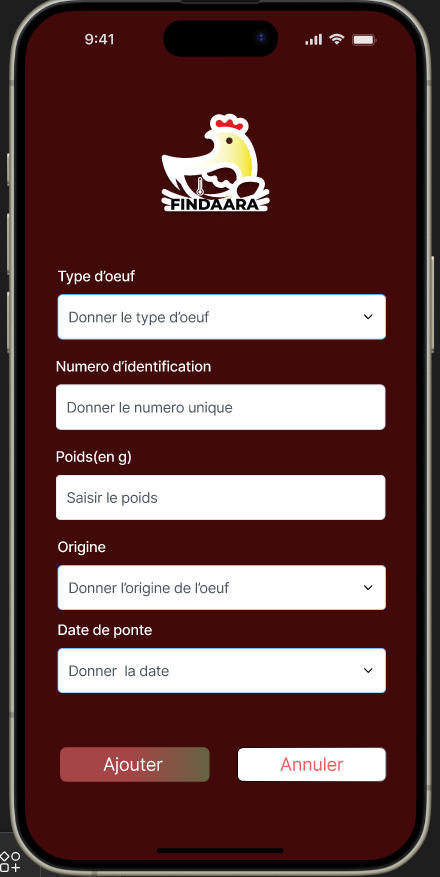 9:41
FINDAARA
Type d’oeuf
Donner le type d’oeuf
Numero d’identification
Donner le numero unique
Poids(en g)
Saisir le poids
Origine
Donner l’origine de l’oeuf
Date de ponte
Donner  la date
Ajouter Annuler